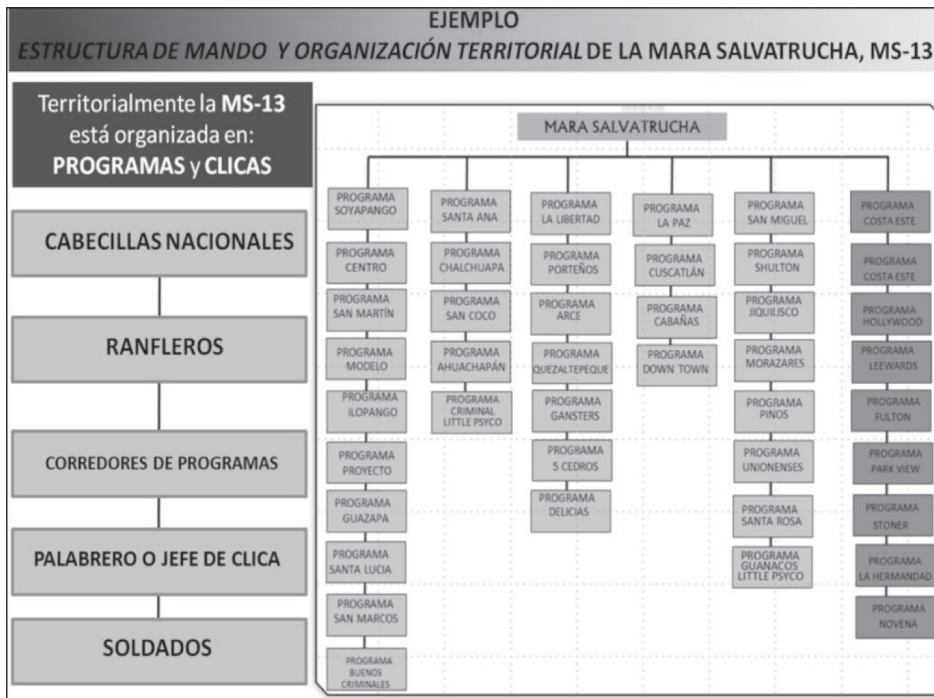 EJEMPLO
ESTRUCTURA DE MANDO Y ORGANIZACIÓN TERRITORIAL DE LA MARA SALVATRUCHA, MS-13
Territorialmente la MS-13
está organizada en:
PROGRAMAS y CLICAS
CABECILLAS NACIONALES
RANFLEROS
CORREDORES DE PROGRAMAS
PALABRERO O JEFE DE CLICA
SOLDADOS
MARA SALVATRUCHA
PROGRAMA
SOYAPANGO
PROGRAMA
CENTRO
PROGRAMA
SAN MARTÍN
PROGRAMA
MODELO
PROGRAMA
ILOPANGO
PROGRAMA
PROYECTO
PROGRAMA
GUAZAPA
PROGRAMA
SANTA LUCIA
PROGRAMA
SAN MARCOS
PROGRAMA
BUENOS
CRIMINALES
PROGRAMA
SANTA ANA
PROGRAMA
CHALCHUAPA
PROGRAMA
SAN COCO
PROGRAMA
AHUACHAPÁN
PROGRAMA
CRIMINAL
LITTLE PSYCO
PROGRAMA
LA LIBERTAD
PROGRAMA
PORTEÑOS
PROGRAMA
ARCE
PROGRAMA
QUEZALTEPEQUE
PROGRAMA
GANSTERS
PROGRAMA
5 CEDROS
PROGRAMA
DELICIAS
PROGRAMA
LA PAZ
PROGRAMA
CUSCATLÁN
PROGRAMA
CABAÑAS
PROGRAMA
DOWN TOWN
PROGRAMA
SAN MIGUEL
PROGRAMA
SHULTON
PROGRAMA
JIQUILISCO
PROGRAMA
MORAZARES
PROGRAMA
PINOS
PROGRAMA
UNIONENSES
PROGRAMA
SANTA ROSA
PROGRAMA
GUANACOS
LITTLE PSYCO
PROGRAMA
COSTA ESTE
PROGRAMA
COSTA ESTE
PROGRAMA
HOLLYWOOD
PROGRAMA
LEEWARDS
PROGRAMA
FULTON
PROGRAMA
PARK VIEW
PROGRAMA
STONER
PROGRAMA
LA HERMANDAD
PROGRAMA
NOVENA